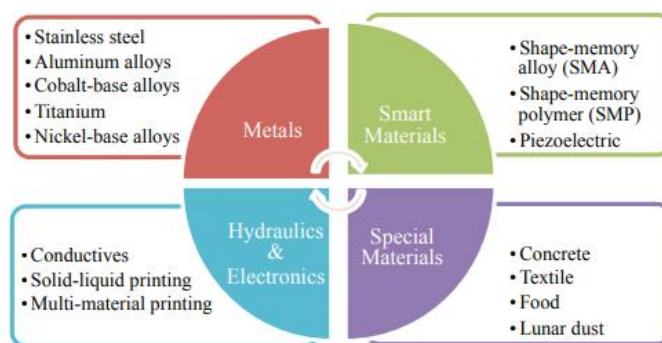 • Stainless steel
• Aluminum alloys
• Cobalt-base alloys
• Titanium
• Nickel-base alloys
Metals
Smart
Materials
• Shape-memory
alloy (SMA)
• Shape-memory
polymer (SMP)
• Piezoelectric
• Conductives
• Solid-liquid printing
• Multi-material printing
Hydraulics
&
Electronics
Special
Materials
• Concrete
• Textile
• Food
• Lunar dust